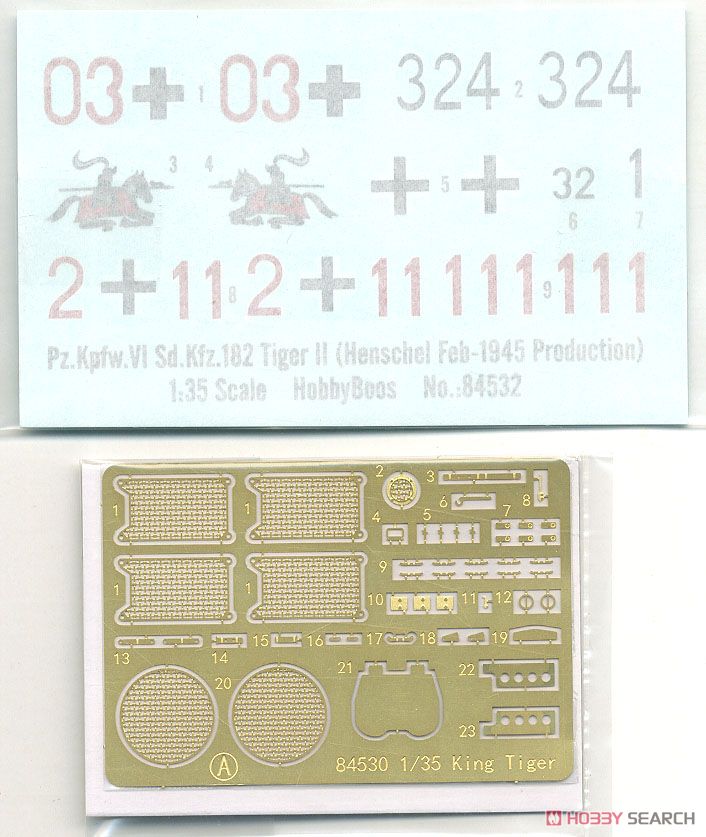 03 1 03 324 2 324
3 4 5 32 1
6 7
2 11 8 2 11 111 9 111
Pz.Kpfw.VI Sd.Kfz.182 Tiger II (Henschel Feb-1945 Production)
1:35 Scale HobbyBoos No.:84532
1 1 2 3
6 8
4 5 7
1 1 9
10 11 12
13 14 15 16 17 18 19
20 21 22
23
A 84530 1/35 King Tiger
HOBBY SEARCH